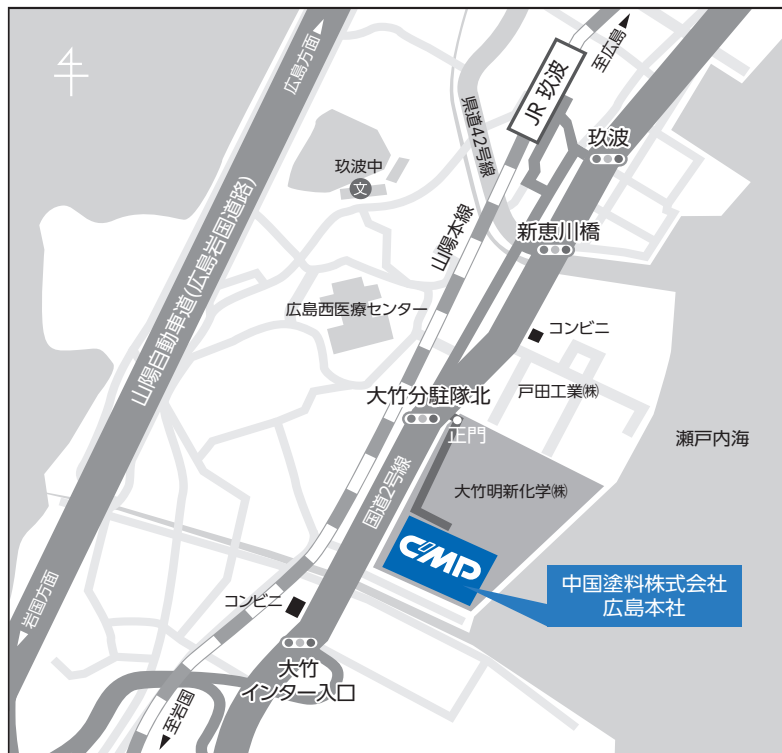 至広島
広島方面
JR 玖波
県道42号線
玖波
玖波中
文
山陽本線
新恵川橋
山陽自動車道(広島岩国道路)
広島西医療センター
コンビニ
大竹分駐隊北
戸田工業㈱
正門
瀬戸内海
国道2号線
大竹明新化学㈱
CMP
中国塗料株式会社
広島本社
コンビニ
岩国方面
大竹
インター入口
至岩国